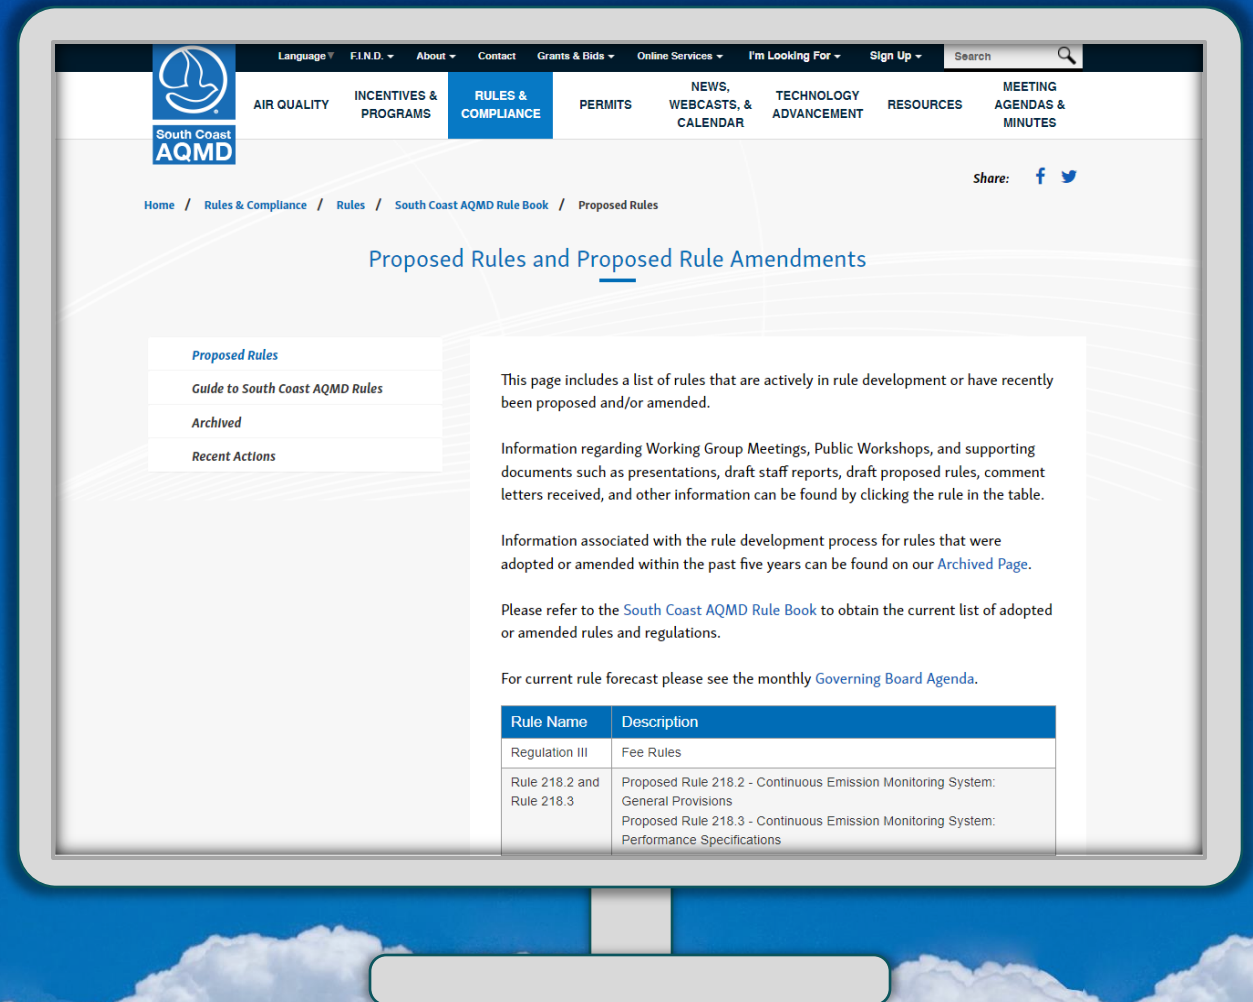 Language F.I.N.D. About Contact Grants & Bids Online Services I'm Looking For Sign Up Search
AIR QUALITY
INCENTIVES &
PROGRAMS
RULES &
COMPLIANCE
PERMITS
NEWS,
WEBCASTS, &
CALENDAR
TECHNOLOGY
ADVANCEMENT
RESOURCES
MEETING
AGENDAS &
MINUTES
South Coast
AQMD
Share:
Home / Rules & Compliance / Rules / South Coast AQMD Rule Book / Proposed Rules
Proposed Rules and Proposed Rule Amendments
Proposed Rules
Guide to South Coast AQMD Rules
Archived
Recent Actions
This page includes a list of rules that are actively in rule development or have recently
been proposed and/or amended.
Information regarding Working Group Meetings, Public Workshops, and supporting
documents such as presentations, draft staff reports, draft proposed rules, comment
letters received, and other information can be found by clicking the rule in the table.
Information associated with the rule development process for rules that were
adopted or amended within the past five years can be found on our Archived Page.
Please refer to the South Coast AQMD Rule Book to obtain the current list of adopted
or amended rules and regulations.
For current rule forecast please see the monthly Governing Board Agenda.
Rule Name Description
Regulation III Fee Rules
Rule 218.2 and
Rule 218.3
Proposed Rule 218.2 - Continuous Emission Monitoring System:
General Provisions
Proposed Rule 218.3 - Continuous Emission Monitoring System:
Performance Specifications